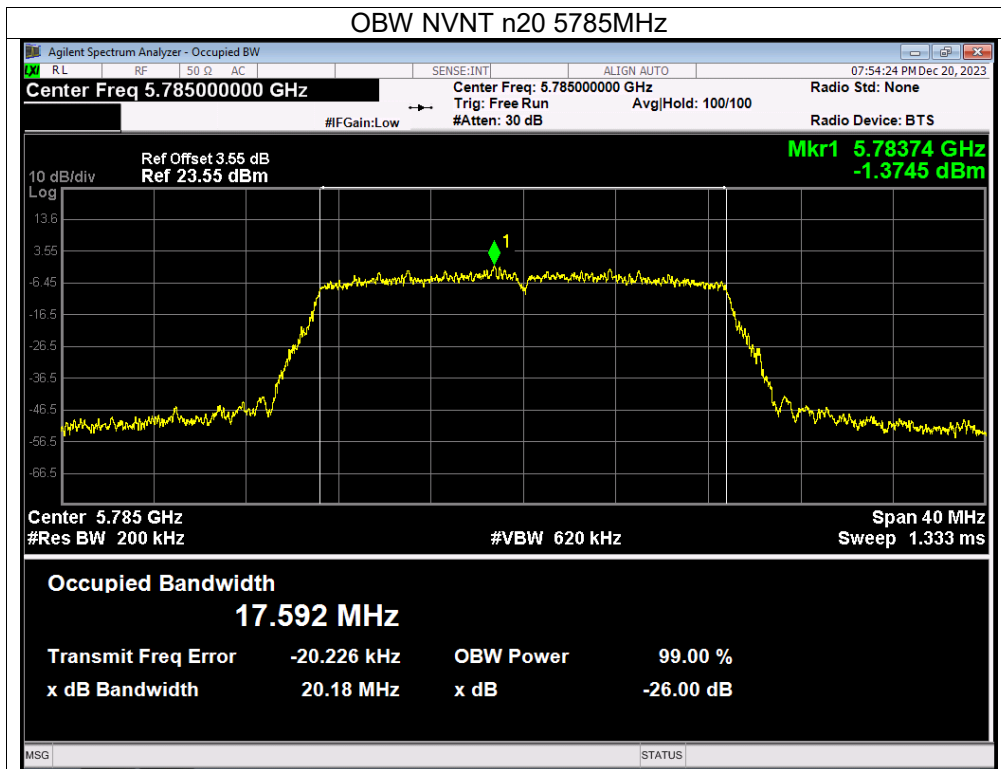 OBW NVNT n20 5785MHz
Agilent Spectrum Analyzer - Occupied BW
LXI RL RF 50 Ω AC SENSE:INT ALIGN AUTO 07:54:24 PM Dec 20, 2023
Center Freq 5.785000000 GHz Center Freq: 5.785000000 GHz Radio Std: None
Trig: Free Run Avg|Hold: 100/100
#IFGain:Low #Atten: 30 dB Radio Device: BTS
Mkr1 5.78374 GHz
-1.3745 dBm
Ref Offset 3.55 dB
10 dB/div Ref 23.55 dBm
Log
13.6
3.55
1
-6.45
-16.5
-26.5
-36.5
-46.5
-56.5
-66.5
Center 5.785 GHz Span 40 MHz
#Res BW 200 kHz #VBW 620 kHz Sweep 1.333 ms
Occupied Bandwidth
17.592 MHz
Transmit Freq Error -20.226 kHz OBW Power 99.00 %
x dB Bandwidth 20.18 MHz x dB -26.00 dB
MSG STATUS